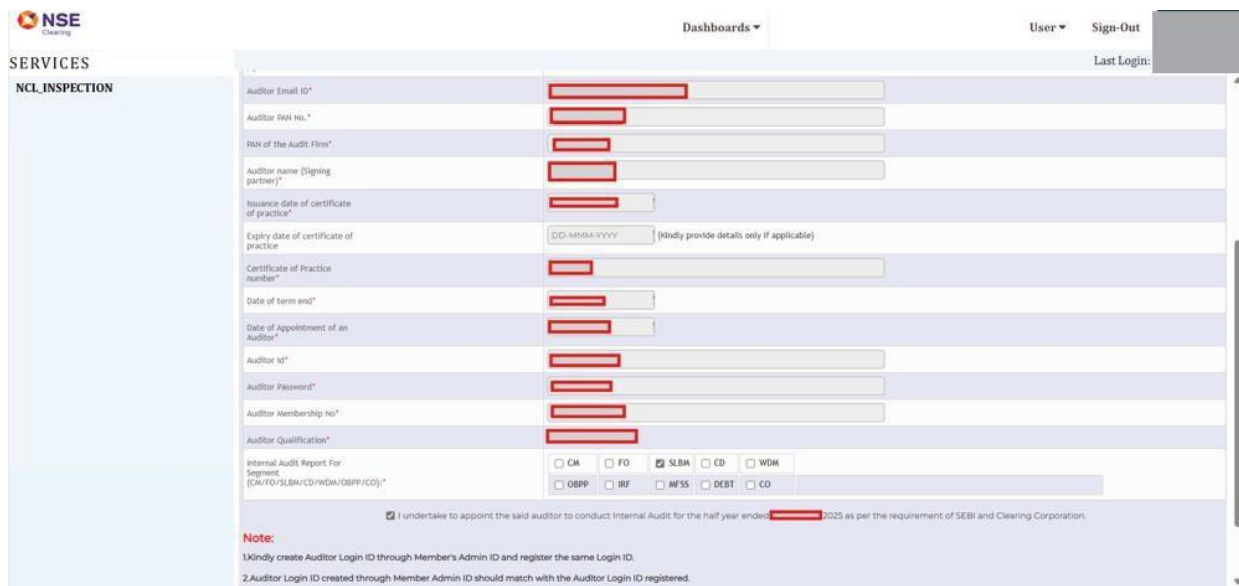 NSE
Clearing
Dashboards
User
Sign-Out
SERVICES
Last Login:
NCL_INSPECTION
Auditor Email ID*
Auditor PAN No.*
PAN of the Audit Firm*
Auditor name (Signing
partner)*
Issuance date of certificate
of practice*
Expiry date of certificate of
practice
DD-MMM-YYYY (Kindly provide details only if applicable)
Certificate of Practice
number*
Date of term end*
Date of Appointment of an
Auditor*
Auditor Id*
Auditor Password*
Auditor Membership No*
Auditor Qualification*
Internal Audit Report For
Segment
(CM/FO/SLBM/CD/WDM/OBPP/CO):*
CM FO SLBM CD WDM
OBPP IRF MFSS DEBT CO
I undertake to appoint the said auditor to conduct Internal Audit for the half year ended 2025 as per the requirement of SEBI and Clearing Corporation.
Note:
1.Kindly create Auditor Login ID through Member's Admin ID and register the same Login ID.
2.Auditor Login ID created through Member Admin ID should match with the Auditor Login ID registered.